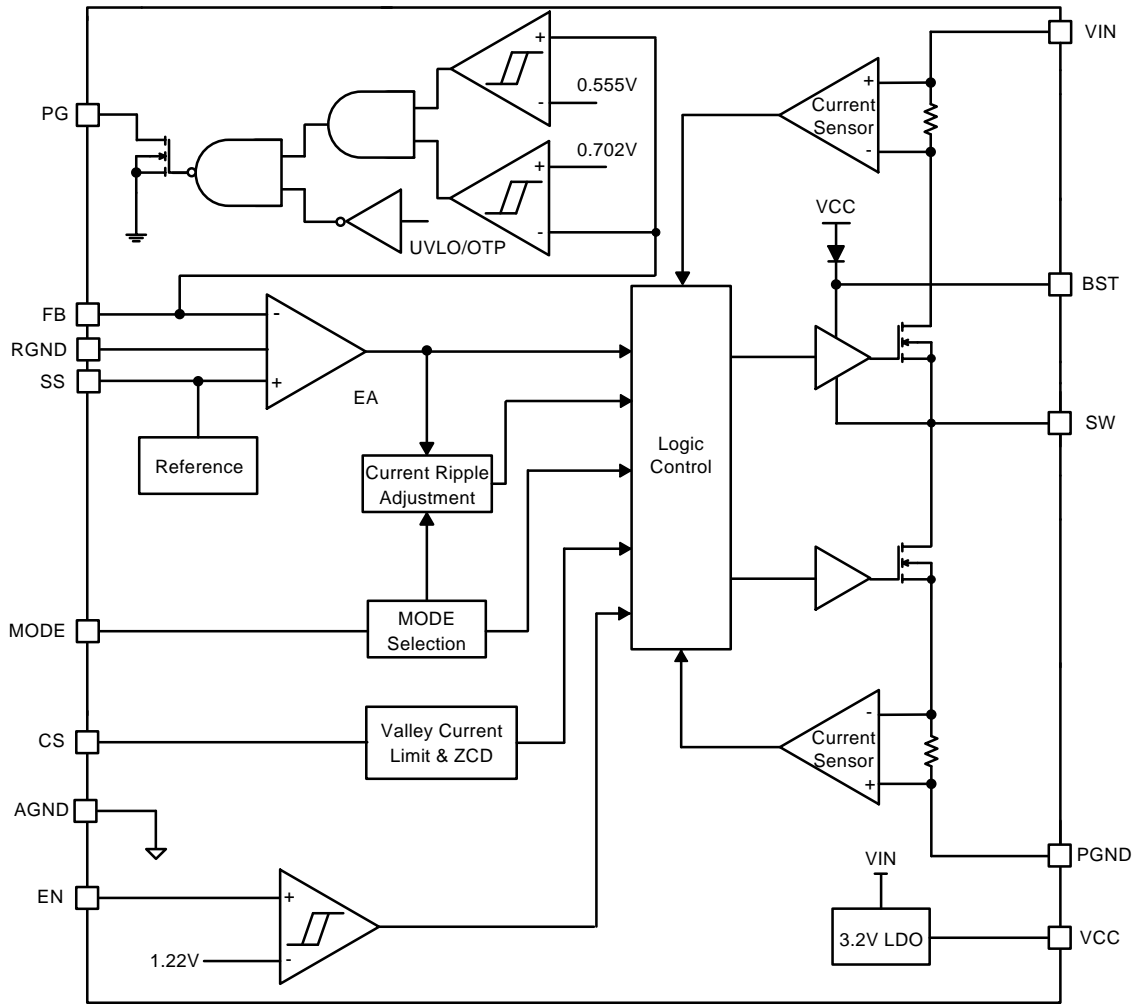 VIN
+
0.555V
-
+
Current
Sensor
-
PG
0.702V
+
VCC
UVLO/OTP
-
BST
FB
-
RGND
SS
+
EA
SW
Reference
Current Ripple
Adjustment
Logic
Control
MODE
MODE
Selection
CS
Valley Current
Limit & ZCD
-
Current
Sensor
+
AGND
PGND
VIN
EN
+
3.2V LDO
VCC
1.22V
-